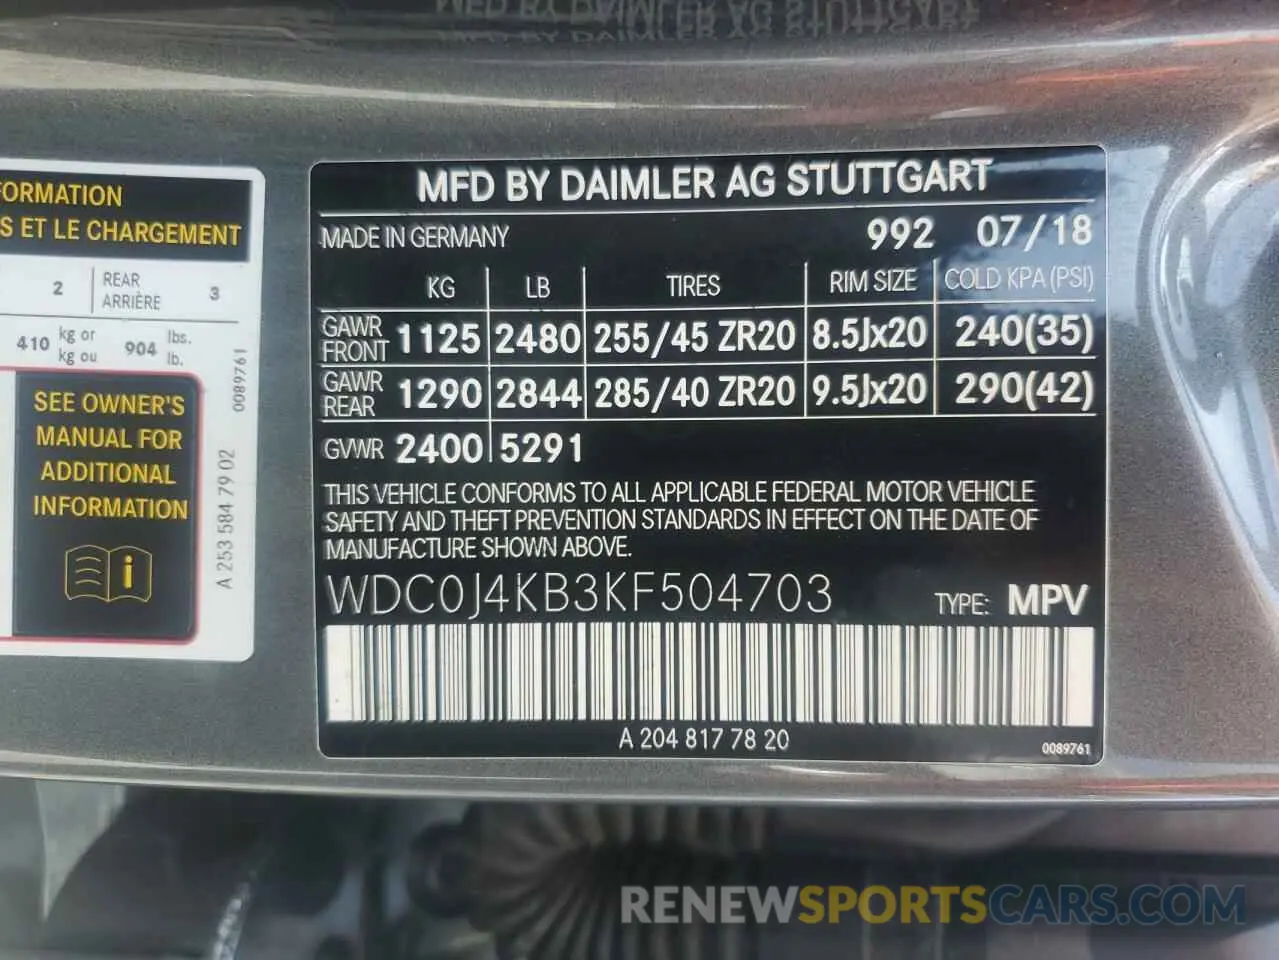 FORMATION
S ET LE CHARGEMENT
2 REAR ARRIÈRE 3
410 kg or kg ou 904 lbs. lb.
SEE OWNER'S
MANUAL FOR
ADDITIONAL
INFORMATION
0089761
A 253 584 79 02
MFD BY DAIMLER AG STUTTGART
MADE IN GERMANY 992 07/18
KG LB TIRES RIM SIZE COLD KPA (PSI)
GAWR FRONT 1125 2480 255/45 ZR20 8.5Jx20 240(35)
GAWR REAR 1290 2844 285/40 ZR20 9.5Jx20 290(42)
GVWR 2400 5291
THIS VEHICLE CONFORMS TO ALL APPLICABLE FEDERAL MOTOR VEHICLE
SAFETY AND THEFT PREVENTION STANDARDS IN EFFECT ON THE DATE OF
MANUFACTURE SHOWN ABOVE.
WDC0J4KB3KF504703 TYPE: MPV
A 204 817 78 20
0089761
RENEWSPORTSCARS.COM